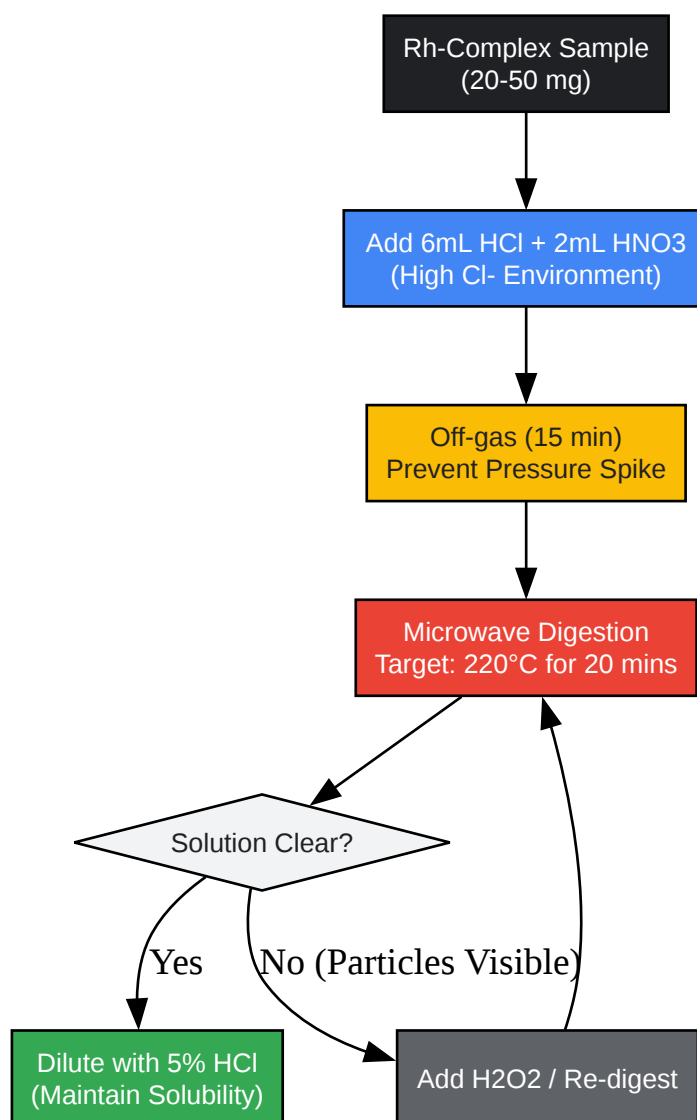 Rh-Complex Sample
(20-50 mg)
Add 6mL HCl + 2mL HNO3
(High Cl- Environment)
Off-gas (15 min)
Prevent Pressure Spike
Microwave Digestion
Target: 220°C for 20 mins
Solution Clear?
Yes
No (Particles Visible)
Dilute with 5% HCl
(Maintain Solubility)
Add H2O2 / Re-digest